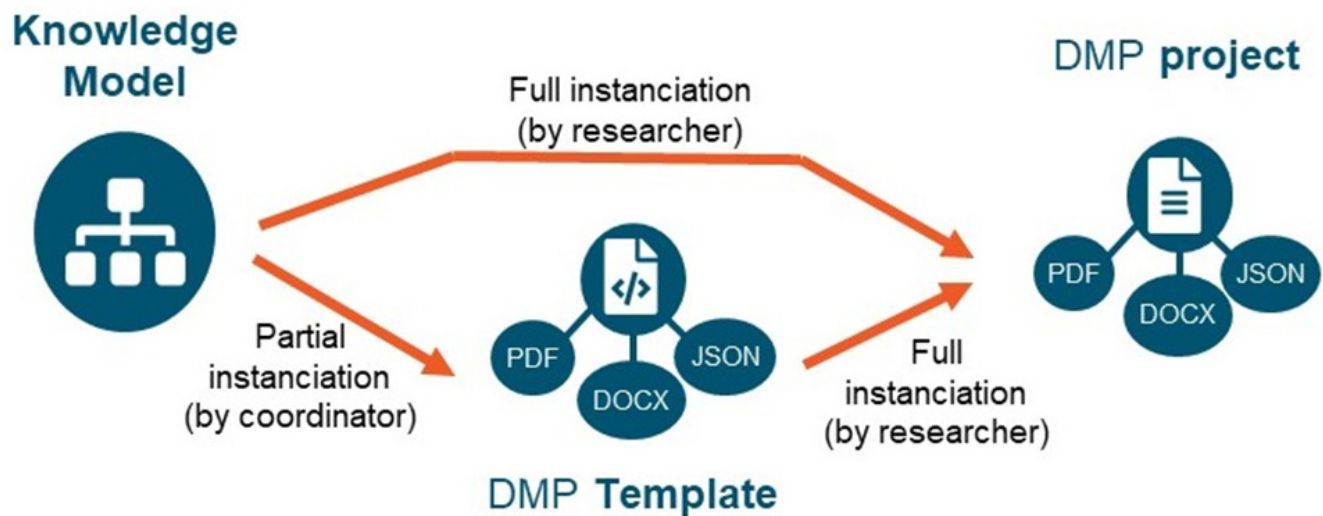 Knowledge
Model
Full instanciation
(by researcher)
DMP project
PDF
DOCX
JSON
Partial
instanciation
(by coordinator)
</>
PDF
DOCX
JSON
DMP Template
Full
instanciation
(by researcher)